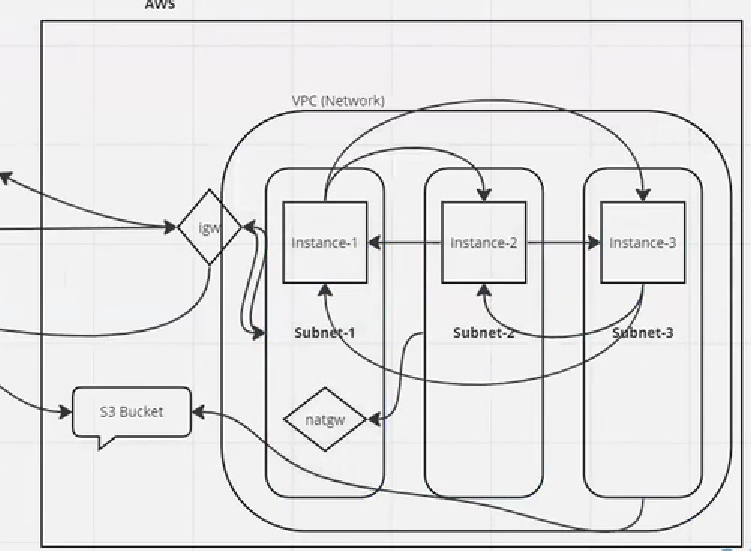 AWS
VPC (Network)
igw
Instance-1
Instance-2
Instance-3
Subnet-1
Subnet-2
Subnet-3
S3 Bucket
natgw